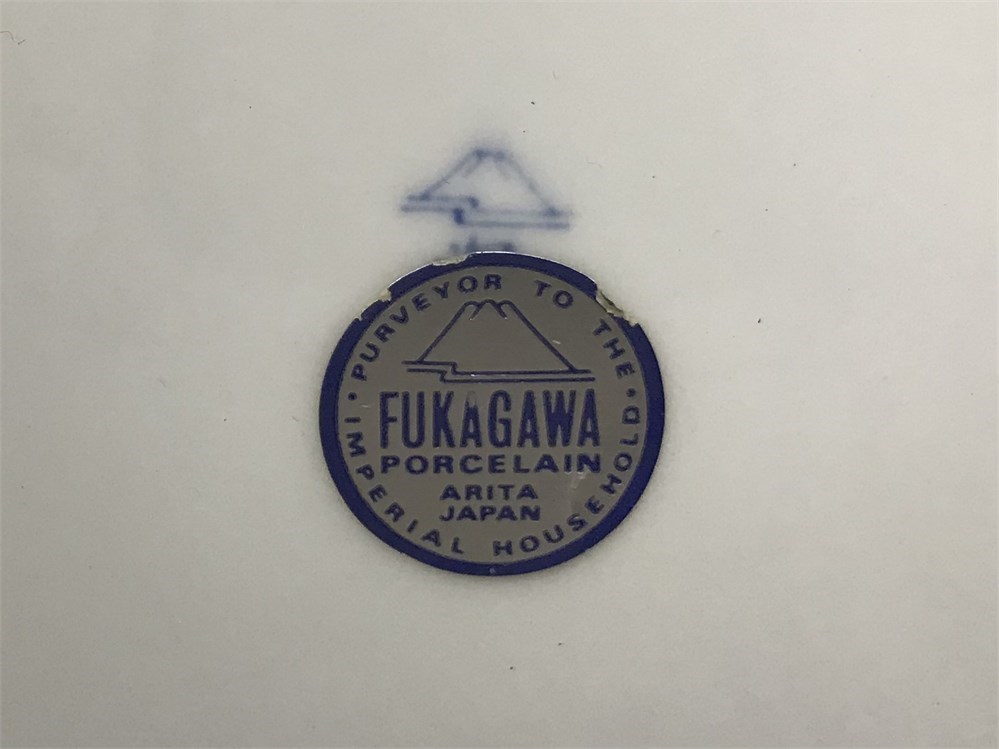 PURVEYOR TO THE
FUKAGAWA
PORCELAIN
ARITA
JAPAN
• IMPERIAL HOUSEHOLD •